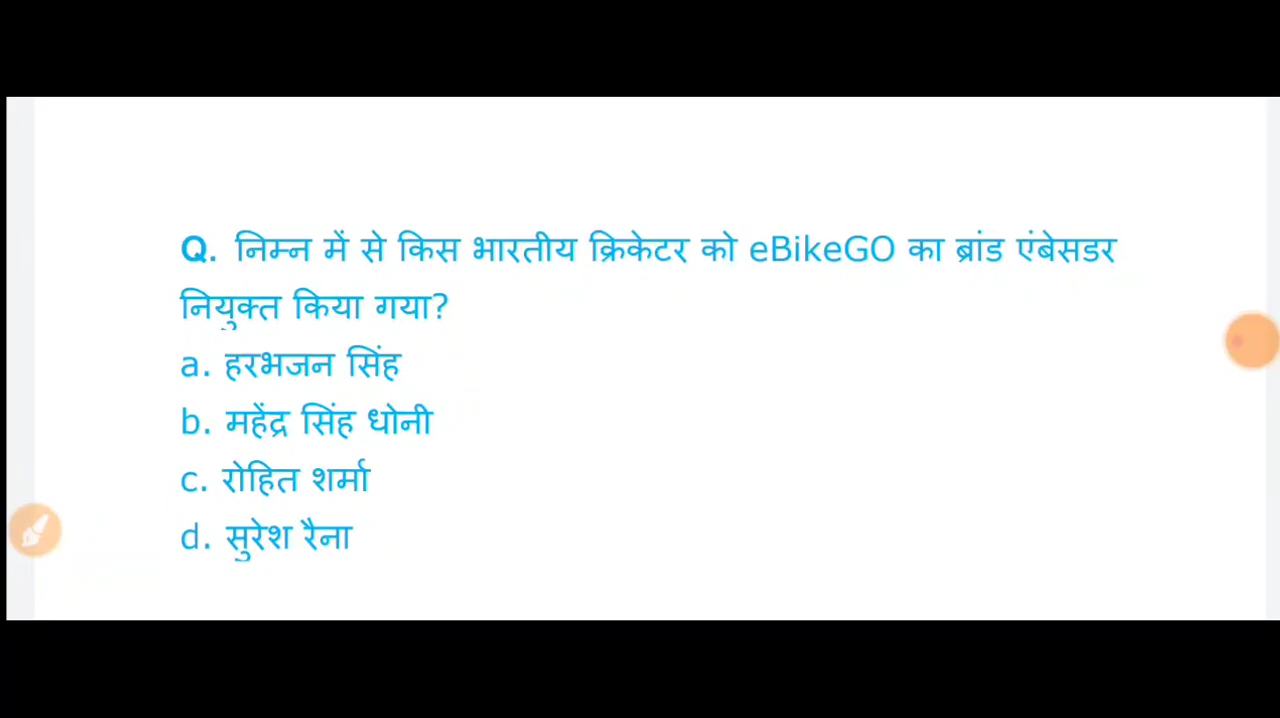 Q. निम्न में से किस भारतीय क्रिकेटर को eBikeGO का ब्रांड एंबेसडर
नियुक्त किया गया?
a. हरभजन सिंह
b. महेंद्र सिंह धोनी
c. रोहित शर्मा
d. सुरेश रैना